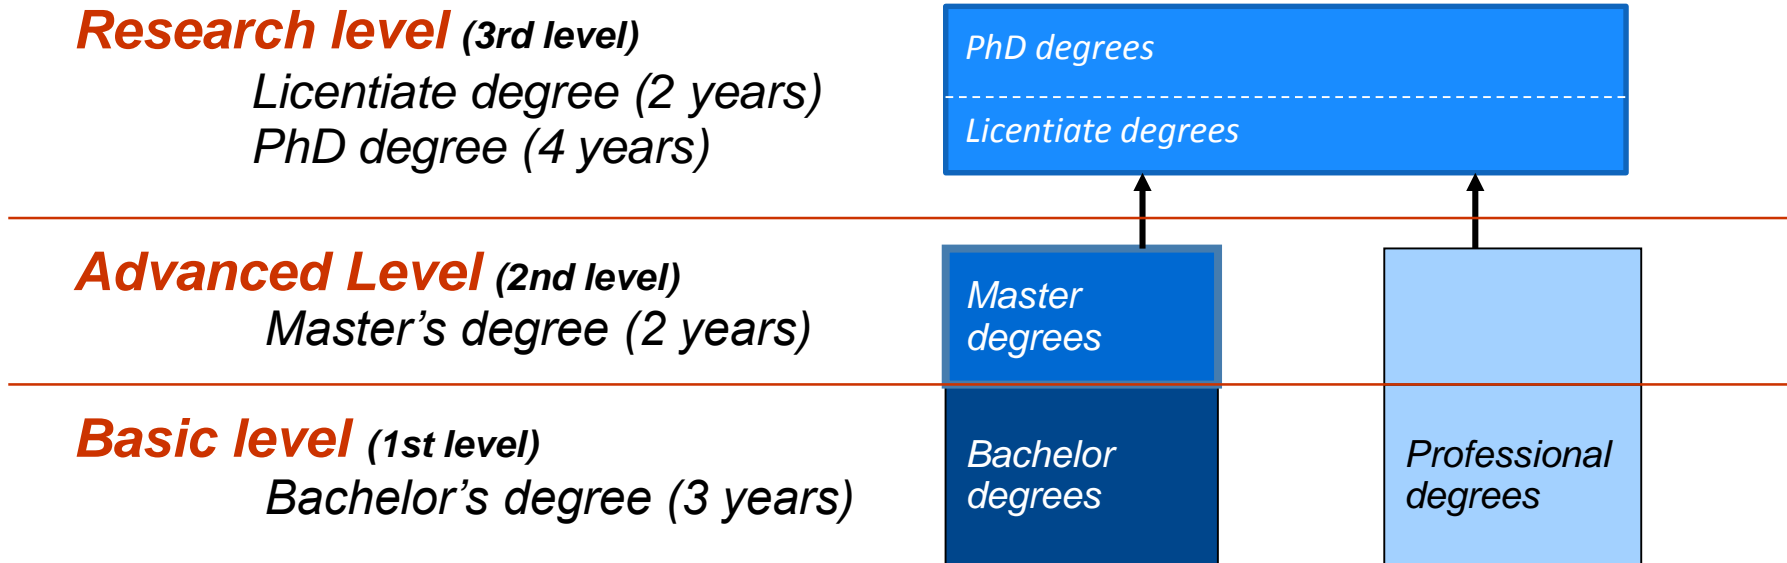 Research level (3rd level)
Licentiate degree (2 years)
PhD degree (4 years)
PhD degrees
Licentiate degrees
Advanced Level (2nd level)
Master’s degree (2 years)
Master
degrees
Basic level (1st level)
Bachelor’s degree (3 years)
Bachelor
degrees
Professional
degrees